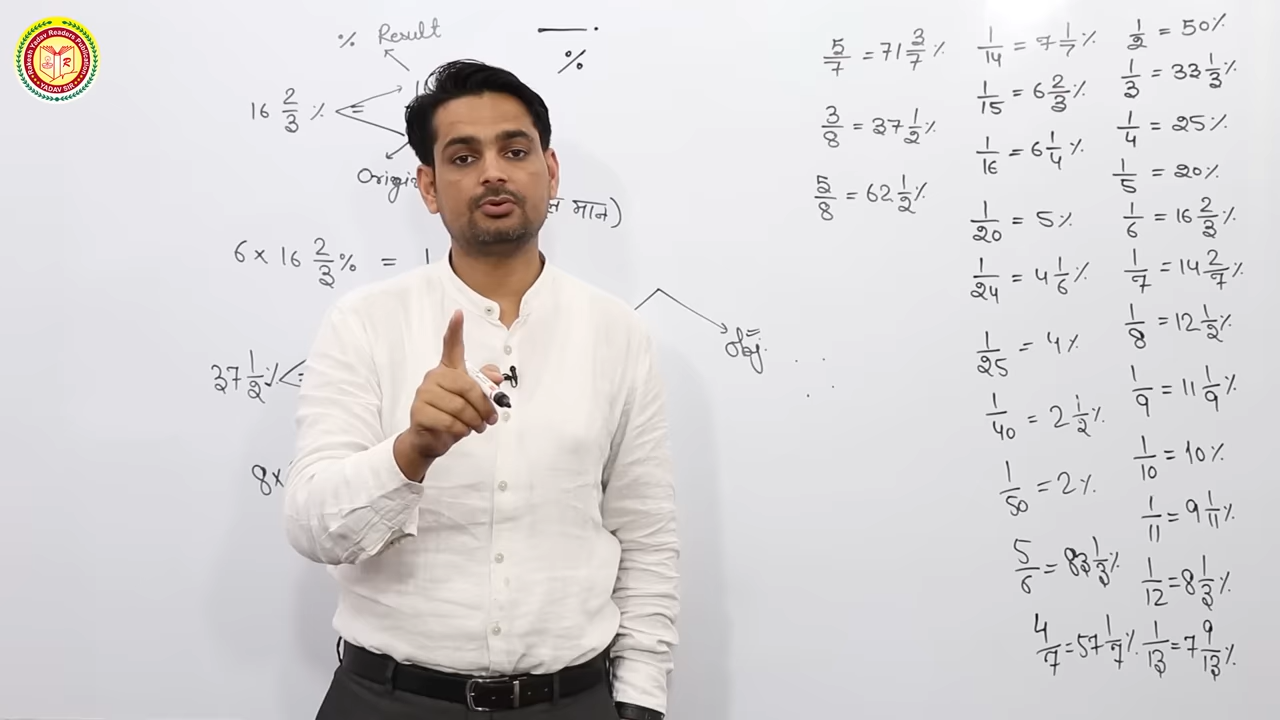 Rakesh Yadav Readers Publication
YADAV SIR
% Result
%
16 2/3 %
मान)
6 × 16 2/3 % = 1
37 1/2 %
8×
Obj.
5/7 = 71 3/7 %
3/8 = 37 1/2 %
5/8 = 62 1/2 %
1/14 = 7 1/7 %
1/15 = 6 2/3 %
1/16 = 6 1/4 %
1/20 = 5 %
1/24 = 4 1/6 %
1/25 = 4 %
1/40 = 2 1/2 %
1/50 = 2 %
5/6 = 83 1/3 %
4/7 = 57 1/7 %
1/2 = 50 %
1/3 = 33 1/3 %
1/4 = 25 %
1/5 = 20 %
1/6 = 16 2/3 %
1/7 = 14 2/7 %
1/8 = 12 1/2 %
1/9 = 11 1/9 %
1/10 = 10 %
1/11 = 9 1/11 %
1/12 = 8 1/3 %
1/13 = 7 9/13 %